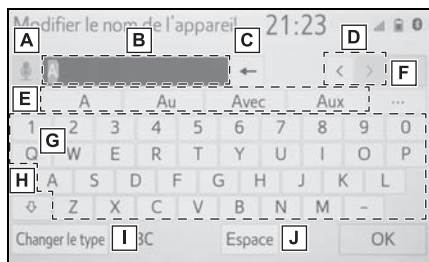 Modifier le nom de l'appareil 21:23
A B C D
A ← < > F
E A Au Avec Aux ...
1 2 3 4 5 6 7 8 9 0
G
Q W E R T Y U I O P
H A S D F G H J K L
Z X C V B N M -
Changer le type I BC Espace J OK